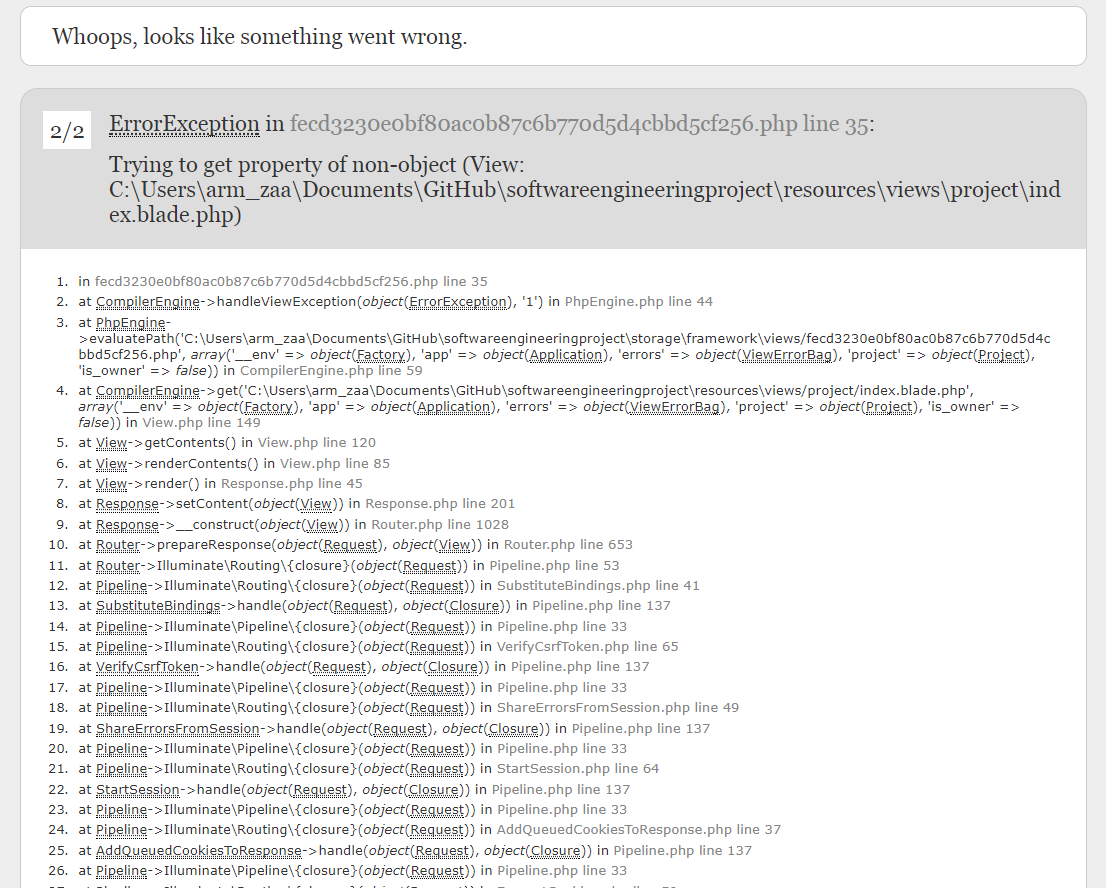 Whoops, looks like something went wrong.
2/2
ErrorException in fecd3230e0bf80ac0b87c6b770d5d4cbbd5cf256.php line 35:
Trying to get property of non-object (View:
C:\Users\arm_zaa\Documents\GitHub\softwareengineeringproject\resources\views\project\ind
ex.blade.php)
1. in fecd3230e0bf80ac0b87c6b770d5d4cbbd5cf256.php line 35
2. at CompilerEngine->handleViewException(object(ErrorException), '1') in PhpEngine.php line 44
3. at PhpEngine-
>evaluatePath('C:\Users\arm_zaa\Documents\GitHub\softwareengineeringproject\storage\framework\views/fecd3230e0bf80ac0b87c6b770d5d4c
bbd5cf256.php', array('__env' => object(Factory), 'app' => object(Application), 'errors' => object(ViewErrorBag), 'project' => object(Project),
'is_owner' => false)) in CompilerEngine.php line 59
4. at CompilerEngine->get('C:\Users\arm_zaa\Documents\GitHub\softwareengineeringproject\resources\views/project/index.blade.php',
array('__env' => object(Factory), 'app' => object(Application), 'errors' => object(ViewErrorBag), 'project' => object(Project), 'is_owner' =>
false)) in View.php line 149
5. at View->getContents() in View.php line 120
6. at View->renderContents() in View.php line 85
7. at View->render() in Response.php line 45
8. at Response->setContent(object(View)) in Response.php line 201
9. at Response->__construct(object(View)) in Router.php line 1028
10. at Router->prepareResponse(object(Request), object(View)) in Router.php line 653
11. at Router->Illuminate\Routing\{closure}(object(Request)) in Pipeline.php line 53
12. at Pipeline->Illuminate\Routing\{closure}(object(Request)) in SubstituteBindings.php line 41
13. at SubstituteBindings->handle(object(Request), object(Closure)) in Pipeline.php line 137
14. at Pipeline->Illuminate\Pipeline\{closure}(object(Request)) in Pipeline.php line 33
15. at Pipeline->Illuminate\Routing\{closure}(object(Request)) in VerifyCsrfToken.php line 65
16. at VerifyCsrfToken->handle(object(Request), object(Closure)) in Pipeline.php line 137
17. at Pipeline->Illuminate\Pipeline\{closure}(object(Request)) in Pipeline.php line 33
18. at Pipeline->Illuminate\Routing\{closure}(object(Request)) in ShareErrorsFromSession.php line 49
19. at ShareErrorsFromSession->handle(object(Request), object(Closure)) in Pipeline.php line 137
20. at Pipeline->Illuminate\Pipeline\{closure}(object(Request)) in Pipeline.php line 33
21. at Pipeline->Illuminate\Routing\{closure}(object(Request)) in StartSession.php line 64
22. at StartSession->handle(object(Request), object(Closure)) in Pipeline.php line 137
23. at Pipeline->Illuminate\Pipeline\{closure}(object(Request)) in Pipeline.php line 33
24. at Pipeline->Illuminate\Routing\{closure}(object(Request)) in AddQueuedCookiesToResponse.php line 37
25. at AddQueuedCookiesToResponse->handle(object(Request), object(Closure)) in Pipeline.php line 137
26. at Pipeline->Illuminate\Pipeline\{closure}(object(Request)) in Pipeline.php line 33